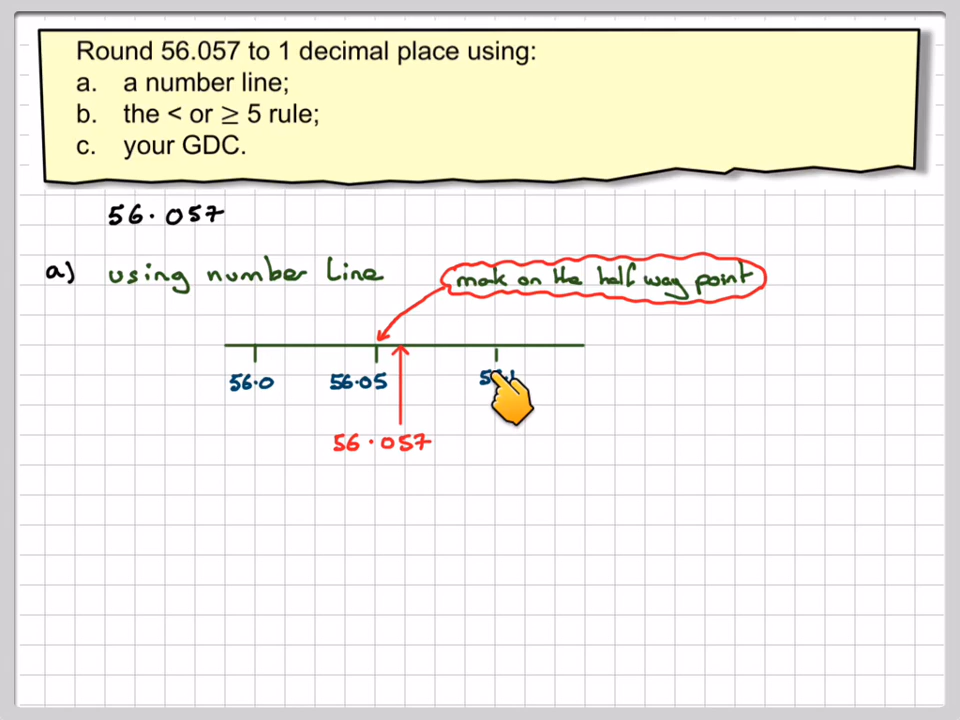 Round 56.057 to 1 decimal place using:
a. a number line;
b. the < or ≥ 5 rule;
c. your GDC.
56.057
a) using number line
mak on the half way point
56.0 56.05
56.057